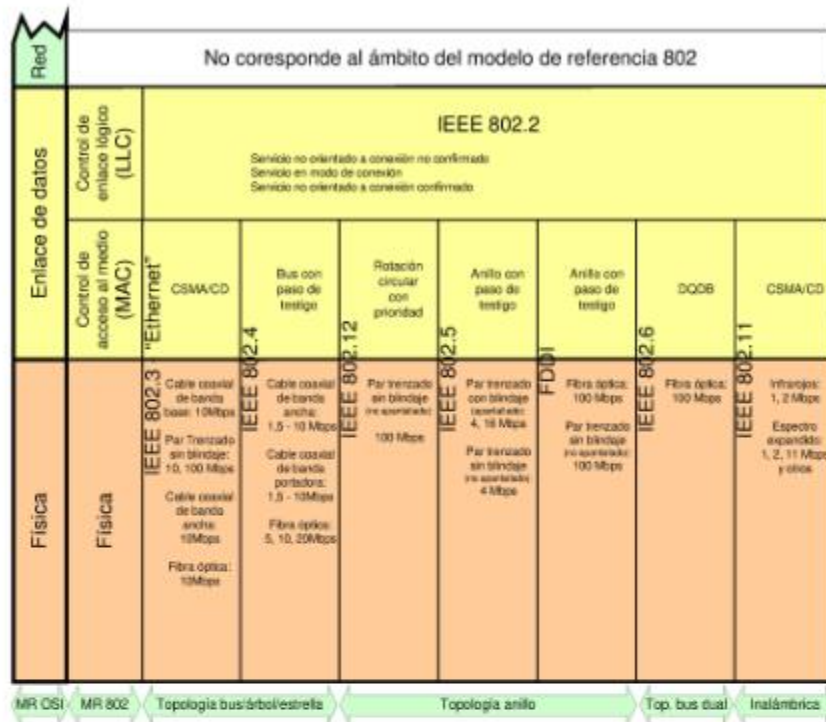 Red
No coresponde al ámbito del modelo de referencia 802
Enlace de datos
Control de
enlace lógico
(LLC)
IEEE 802.2
Servicio no orientado a conexión no confirmado
Servicio en modo de conexión
Servicio no orientado a conexión confirmado
Control de
acceso al medio
(MAC)
IEEE 802.3 - "Ethernet"
CSMA/CD
IEEE 802.4
Bus con
paso de
testigo
IEEE 802.12
Rotación
circular
con
prioridad
IEEE 802.5
Anillo con
paso de
testigo
FDDI
Anillo con
paso de
testigo
IEEE 802.6
DQDB
IEEE 802.11
CSMA/CD
Física
Física
Cable coaxial
de banda
base: 10Mbps
Par Trenzado
sin blindaje:
10, 100 Mbps
Cable coaxial
de banda
ancha:
10Mbps
Fibra óptica:
10Mbps
Cable coaxial
de banda
ancha:
1,5 - 10 Mbps
Cable coaxial
de banda
portadora:
1,5 - 10Mbps
Fibra óptica:
5, 10, 20Mbps
Par trenzado
sin blindaje
(no apantallado)
100 Mbps
Par trenzado
con blindaje
(apantallado):
4, 16 Mbps
Par trenzado
sin blindaje
(no apantallado)
4 Mbps
Fibra óptica:
100 Mbps
Par trenzado
sin blindaje
(no apantallado)
100 Mbps
Fibra óptica:
100 Mbps
Infrarojos:
1, 2 Mbps
Espectro
expandido:
1, 2, 11 Mbps
y otros
MR OSI
MR 802
Topología bus/árbol/estrella
Topología anillo
Top. bus dual
Inalámbrica